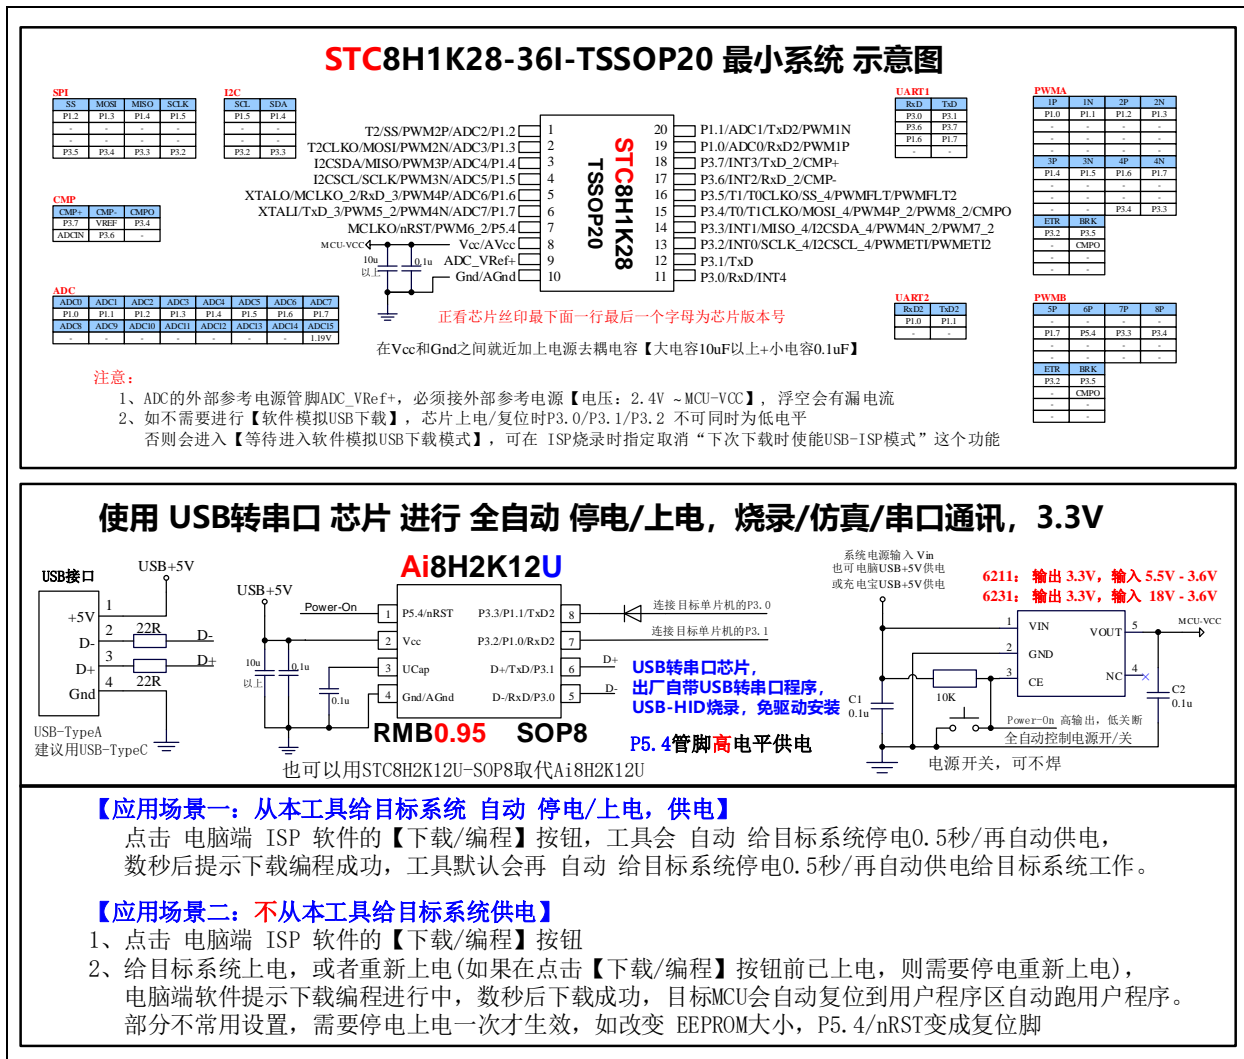 STC8H1K28-36I-TSSOP20 最小系统 示意图
SPI
SS MOSI MISO SCLK
P1.2 P1.3 P1.4 P1.5
- - - -
- - - -
P3.5 P3.4 P3.3 P3.2
I2C
SCL SDA
P1.5 P1.4
- -
- -
P3.2 P3.3
CMP
CMP+ CMP- CMPO
P3.7 VREF P3.4
ADCIN P3.6 -
ADC
ADC0 ADC1 ADC2 ADC3 ADC4 ADC5 ADC6 ADC7
P1.0 P1.1 P1.2 P1.3 P1.4 P1.5 P1.6 P1.7
ADC8 ADC9 ADC10 ADC11 ADC12 ADC13 ADC14 ADC15
- - - - - - - 1.19V
T2/SS/PWM2P/ADC2/P1.2 1
T2CLKO/MOSI/PWM2N/ADC3/P1.3 2
I2CSDA/MISO/PWM3P/ADC4/P1.4 3
I2CSCL/SCLK/PWM3N/ADC5/P1.5 4
XTALO/MCLKO_2/RxD_3/PWM4P/ADC6/P1.6 5
XTALI/TxD_3/PWM5_2/PWM4N/ADC7/P1.7 6
MCLKO/nRST/PWM6_2/P5.4 7
MCU-VCC Vcc/AVcc 8
ADC_VRef+ 9
Gnd/AGnd 10
10u
以上
0.1u
STC8H1K28
TSSOP20
20 P1.1/ADC1/TxD2/PWM1N
19 P1.0/ADC0/RxD2/PWM1P
18 P3.7/INT3/TxD_2/CMP+
17 P3.6/INT2/RxD_2/CMP-
16 P3.5/T1/T0CLKO/SS_4/PWMFLT/PWMFLT2
15 P3.4/T0/T1CLKO/MOSI_4/PWM4P_2/PWM8_2/CMPO
14 P3.3/INT1/MISO_4/I2CSDA_4/PWM4N_2/PWM7_2
13 P3.2/INT0/SCLK_4/I2CSCL_4/PWMETI/PWMETI2
12 P3.1/TxD
11 P3.0/RxD/INT4
UART1
RxD TxD
P3.0 P3.1
P3.6 P3.7
P1.6 P1.7
- -
UART2
RxD2 TxD2
P1.0 P1.1
- -
PWMA
1P 1N 2P 2N
P1.0 P1.1 P1.2 P1.3
- - - -
- - - -
- - - -
3P 3N 4P 4N
P1.4 P1.5 P1.6 P1.7
- - - -
- - - -
- - P3.4 P3.3
ETR BRK
P3.2 P3.5
- CMPO
- -
- -
PWMB
5P 6P 7P 8P
- - - -
P1.7 P5.4 P3.3 P3.4
- - - -
- - - -
ETR BRK
P3.2 P3.5
- CMPO
- -
- -
正看芯片丝印最下面一行最后一个字母为芯片版本号
在Vcc和Gnd之间就近加上电源去耦电容【大电容10uF以上+小电容0.1uF】
注意：
1、ADC的外部参考电源管脚ADC_VRef+，必须接外部参考电源【电压：2.4V ~MCU-VCC】, 浮空会有漏电流
2、如不需要进行【软件模拟USB下载】，芯片上电/复位时P3.0/P3.1/P3.2 不可同时为低电平
否则会进入【等待进入软件模拟USB下载模式】，可在 ISP烧录时指定取消“下次下载时使能USB-ISP模式”这个功能
使用 USB转串口 芯片 进行 全自动 停电/上电，烧录/仿真/串口通讯，3.3V
USB接口
USB+5V
+5V 1
D- 2 22R D-
D+ 3 22R D+
Gnd 4
USB-TypeA
建议用USB-TypeC
Ai8H2K12U
USB+5V
Power-On 1 P5.4/nRST P3.3/P1.1/TxD2 8 连接目标单片机的P3.0
2 Vcc P3.2/P1.0/RxD2 7 连接目标单片机的P3.1
3 UCap D+/TxD/P3.1 6 D+
4 Gnd/AGnd D-/RxD/P3.0 5 D-
10u
以上
0.1u
0.1u
RMB0.95 SOP8
也可以用STC8H2K12U-SOP8取代Ai8H2K12U
USB转串口芯片，
出厂自带USB转串口程序，
USB-HID烧录，免驱动安装
P5.4管脚高电平供电
系统电源输入 Vin
也可电脑USB+5V供电
或充电宝USB+5V供电
6211： 输出 3.3V，输入 5.5V - 3.6V
6231： 输出 3.3V，输入 18V - 3.6V
1 VIN VOUT 5 MCU-VCC
2 GND
3 CE NC 4
10K
C1
0.1u
C2
0.1u
Power-On 高输出，低关断
全自动控制电源开/关
电源开关，可不焊
【应用场景一：从本工具给目标系统 自动 停电/上电，供电】
点击 电脑端 ISP 软件的【下载/编程】按钮，工具会 自动 给目标系统停电0.5秒/再自动供电，
数秒后提示下载编程成功，工具默认会再 自动 给目标系统停电0.5秒/再自动供电给目标系统工作。
【应用场景二：不从本工具给目标系统供电】
1、点击 电脑端 ISP 软件的【下载/编程】按钮
2、给目标系统上电，或者重新上电(如果在点击【下载/编程】按钮前已上电，则需要停电重新上电)，
电脑端软件提示下载编程进行中，数秒后下载成功，目标MCU会自动复位到用户程序区自动跑用户程序。
部分不常用设置，需要停电上电一次才生效，如改变 EEPROM大小，P5.4/nRST变成复位脚